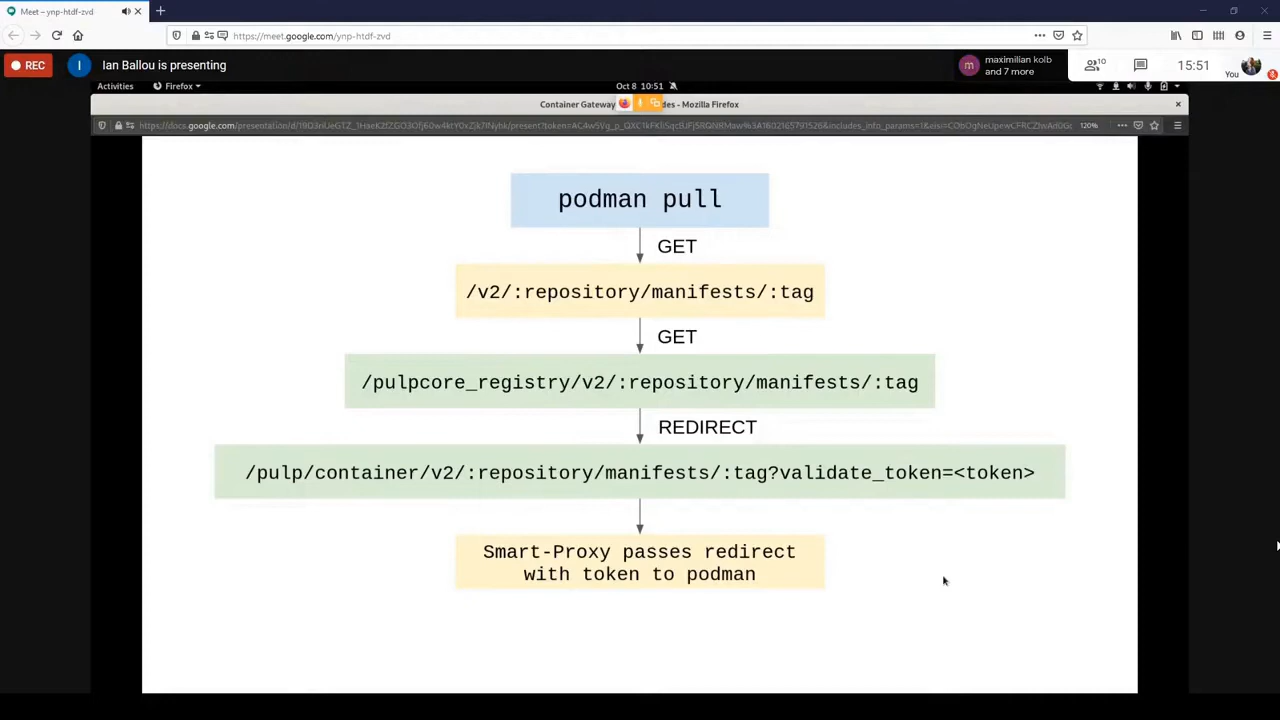 Meet – ynp-htdf-zvd
https://meet.google.com/ynp-htdf-zvd
REC
I
Ian Ballou is presenting
m
maximilian kolb
and 7 more
10
15:51
You
Activities
Firefox
Oct 8 10:51
Container Gateway
des - Mozilla Firefox
120%
podman pull
GET
/v2/:repository/manifests/:tag
GET
/pulpcore_registry/v2/:repository/manifests/:tag
REDIRECT
/pulp/container/v2/:repository/manifests/:tag?validate_token=<token>
Smart-Proxy passes redirect
with token to podman